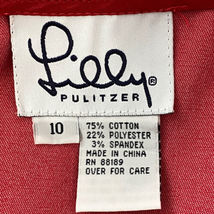 Lilly®
PULITZER
10
75% COTTON
22% POLYESTER
3% SPANDEX
MADE IN CHINA
RN 88189
OVER FOR CARE